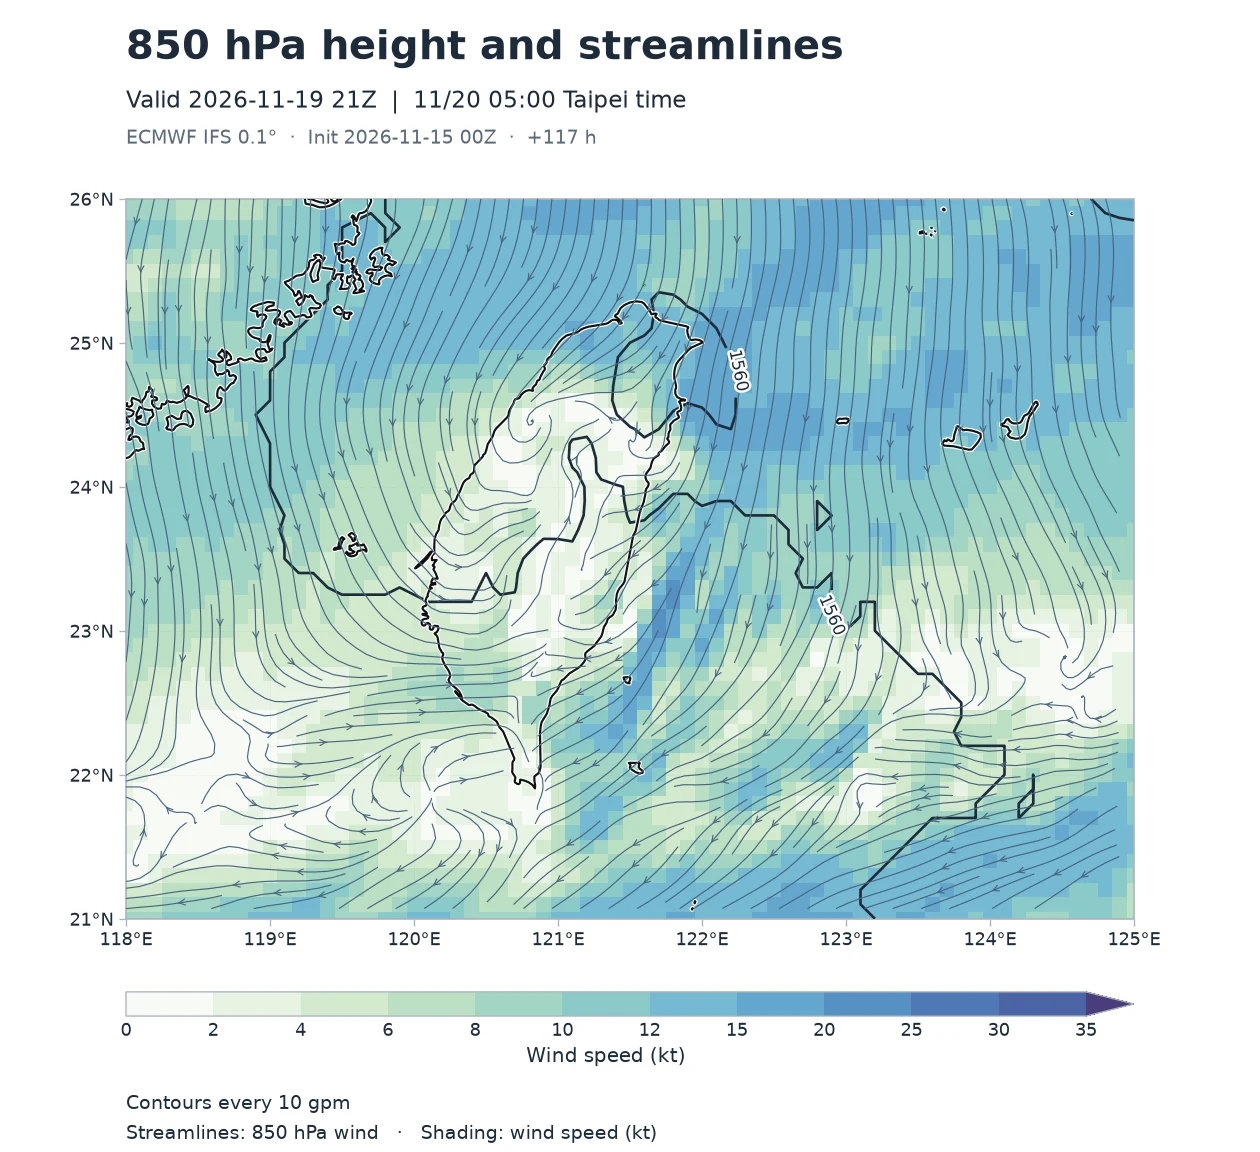 850 hPa height and streamlines
Valid 2026-11-19 21Z | 11/20 05:00 Taipei time
ECMWF IFS 0.1° · Init 2026-11-15 00Z · +117 h
26°N
25°N
24°N
23°N
22°N
21°N
1560
1560
118°E 119°E 120°E 121°E 122°E 123°E 124°E 125°E
0 2 4 6 8 10 12 15 20 25 30 35
Wind speed (kt)
Contours every 10 gpm
Streamlines: 850 hPa wind · Shading: wind speed (kt)